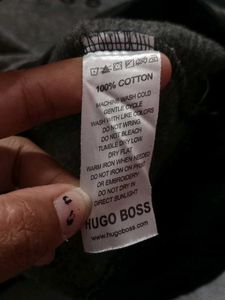 100% COTTON
MACHINE WASH COLD
GENTLE CYCLE
WASH WITH LIKE COLORS
DO NOT WRING
DO NOT BLEACH
TUMBLE DRY LOW
DRY FLAT
WARM IRON WHEN NEEDED
DO NOT IRON ON PRINT
OR EMBROIDERY
DO NOT DRY IN
DIRECT SUNLIGHT
HUGO BOSS
www.hugoboss.com